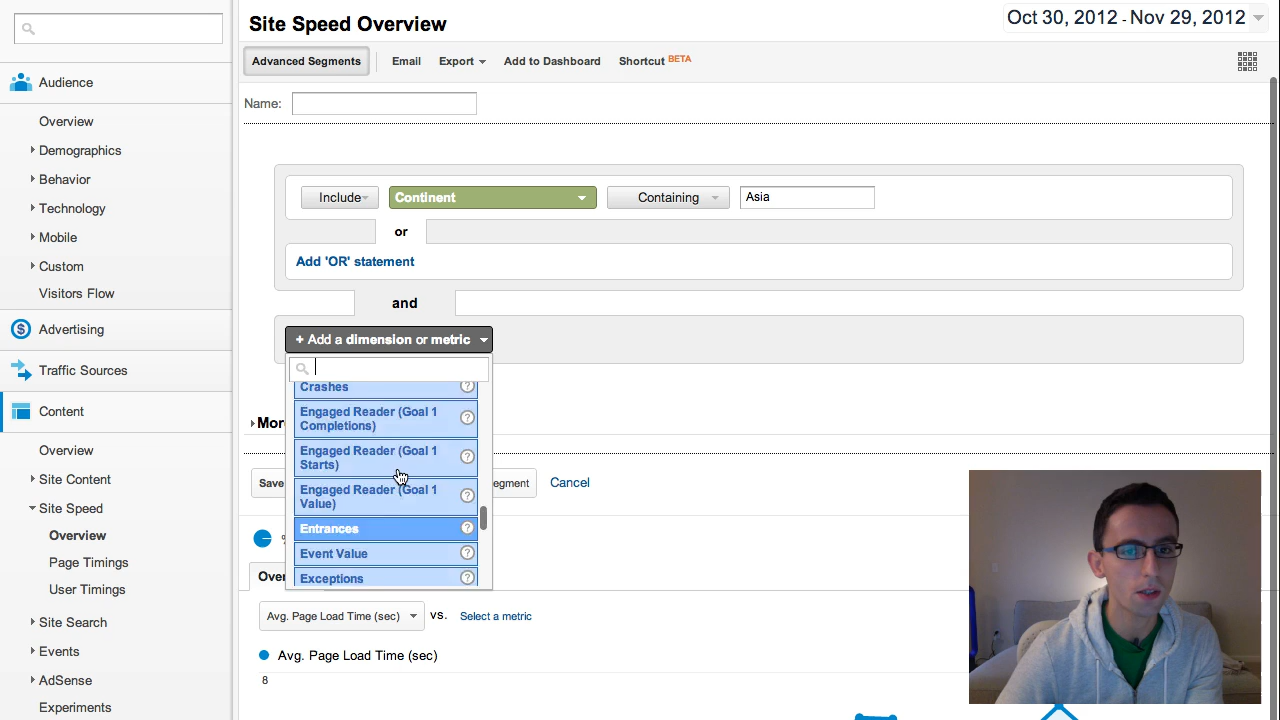 Site Speed Overview
Oct 30, 2012 - Nov 29, 2012
Advanced Segments
Email
Export
Add to Dashboard
Shortcut BETA
Name:
Audience
Overview
Demographics
Behavior
Technology
Mobile
Custom
Visitors Flow
Advertising
Traffic Sources
Content
Overview
Site Content
Site Speed
Overview
Page Timings
User Timings
Site Search
Events
AdSense
Experiments
Include
Continent
Containing
Asia
or
Add 'OR' statement
and
+ Add a dimension or metric
Crashes
Engaged Reader (Goal 1
Completions)
Engaged Reader (Goal 1
Starts)
Engaged Reader (Goal 1
Value)
Entrances
Event Value
Exceptions
Save
Cancel
Avg. Page Load Time (sec)
vs.
Select a metric
Avg. Page Load Time (sec)
8